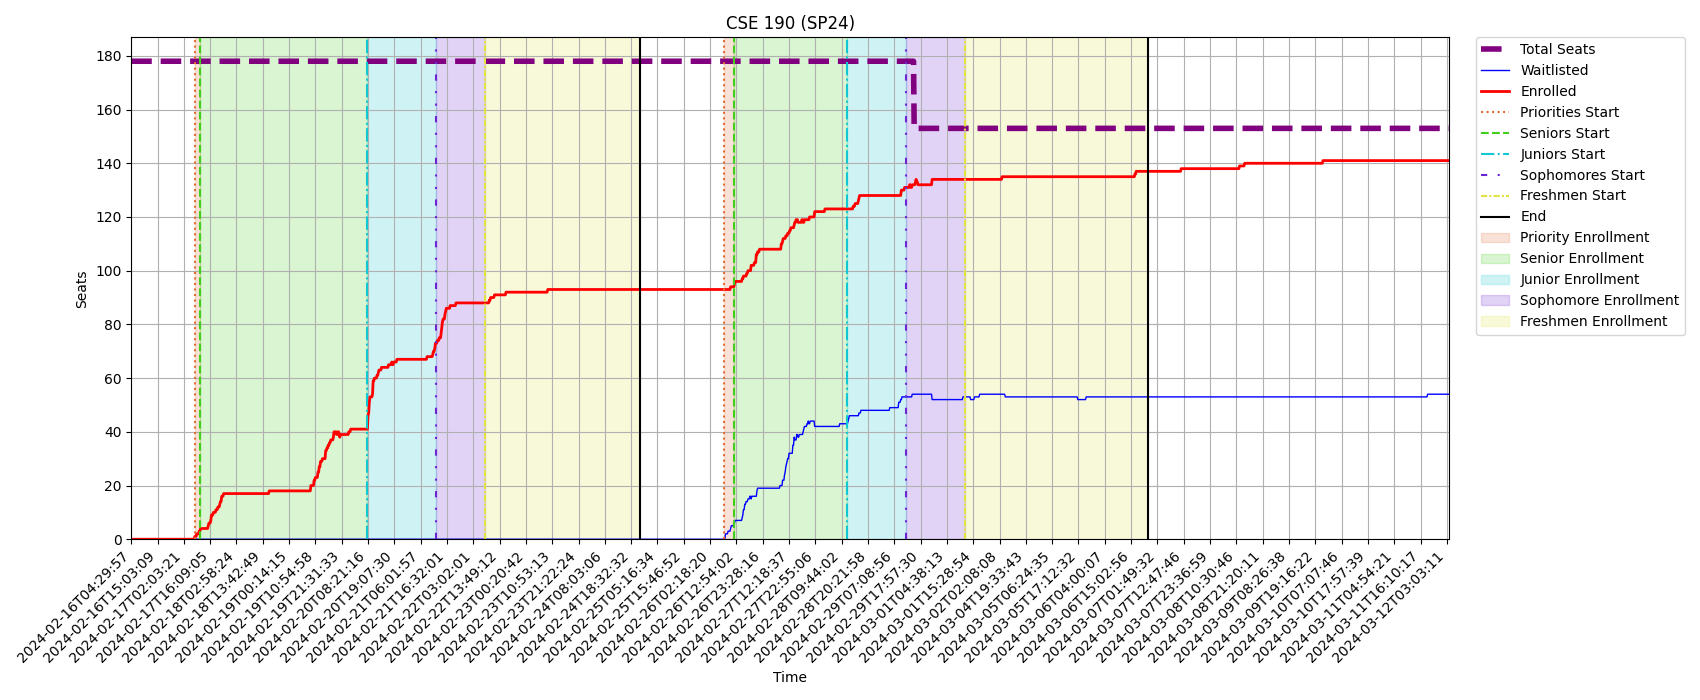 CSE 190 (SP24)
Total Seats
Waitlisted
Enrolled
Priorities Start
Seniors Start
Juniors Start
Sophomores Start
Freshmen Start
End
Priority Enrollment
Senior Enrollment
Junior Enrollment
Sophomore Enrollment
Freshmen Enrollment
Seats
180
160
140
120
100
80
60
40
20
0
2024-02-16T04:29:57
2024-02-16T15:03:09
2024-02-17T02:03:21
2024-02-17T16:09:05
2024-02-18T02:58:24
2024-02-18T13:42:49
2024-02-19T00:14:15
2024-02-19T10:54:58
2024-02-19T21:31:33
2024-02-20T08:21:16
2024-02-20T19:07:30
2024-02-21T06:01:57
2024-02-21T16:32:01
2024-02-22T03:02:01
2024-02-22T13:49:12
2024-02-23T00:20:42
2024-02-23T10:53:13
2024-02-23T21:22:24
2024-02-24T08:03:06
2024-02-24T18:32:32
2024-02-25T05:16:34
2024-02-25T15:46:52
2024-02-26T02:18:20
2024-02-26T12:54:02
2024-02-26T23:28:16
2024-02-27T12:18:37
2024-02-27T22:55:06
2024-02-28T09:44:02
2024-02-28T20:21:58
2024-02-29T07:08:56
2024-02-29T17:57:30
2024-03-01T04:38:13
2024-03-01T15:28:54
2024-03-02T02:08:08
2024-03-04T19:33:43
2024-03-05T06:24:35
2024-03-05T17:12:32
2024-03-06T04:00:07
2024-03-06T15:02:56
2024-03-07T01:49:32
2024-03-07T12:47:46
2024-03-07T23:36:59
2024-03-08T10:30:46
2024-03-08T21:20:11
2024-03-09T08:26:38
2024-03-09T19:16:22
2024-03-10T07:07:46
2024-03-10T17:57:39
2024-03-11T04:54:21
2024-03-11T16:10:17
2024-03-12T03:03:11
Time